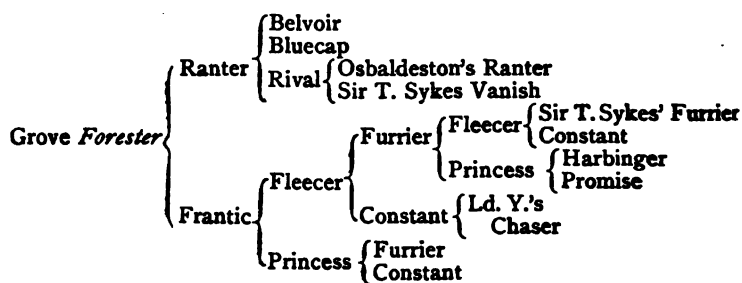 Belvoir
Bluecap
Ranter
Rival
Osbaldeston's Ranter
Sir T. Sykes Vanish
Grove Forester
Frantic
Fleecer
Furrier
Fleecer
Sir T. Sykes' Furrier
Constant
Princess
Harbinger
Promise
Constant
Ld. Y.'s
Chaser
Princess
Furrier
Constant